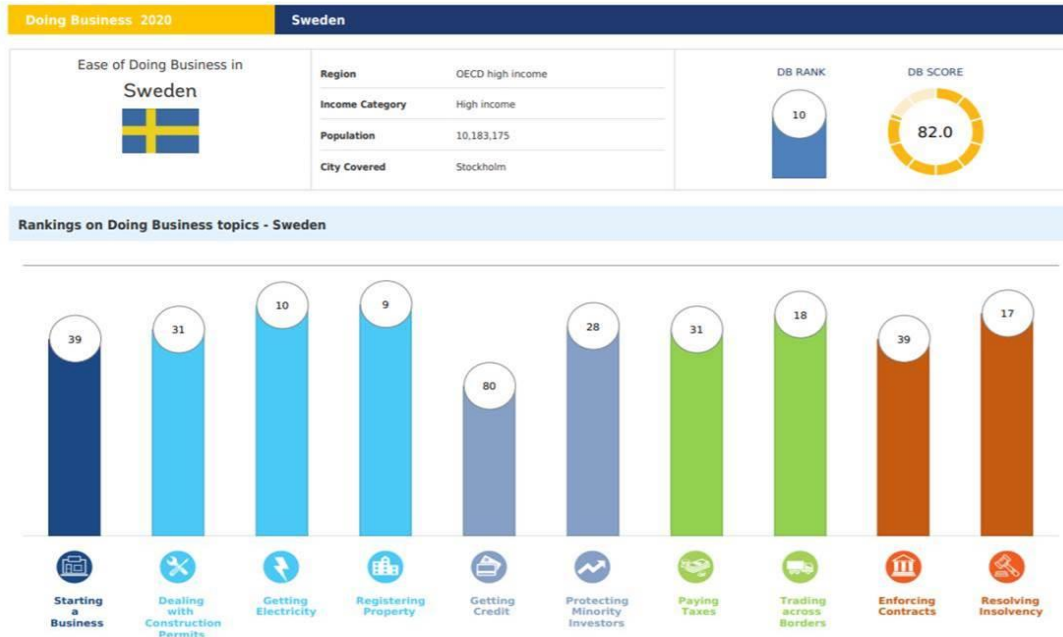 Doing Business 2020
Sweden
Ease of Doing Business in
Sweden
Region OECD high income
Income Category High income
Population 10,183,175
City Covered Stockholm
DB RANK DB SCORE
10
82.0
Rankings on Doing Business topics - Sweden
39
31
10
9
80
28
31
18
39
17
Starting
a
Business
Dealing
with
Construction
Permits
Getting
Electricity
Registering
Property
Getting
Credit
Protecting
Minority
Investors
Paying
Taxes
Trading
across
Borders
Enforcing
Contracts
Resolving
Insolvency